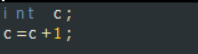 int c;
c=c+1;